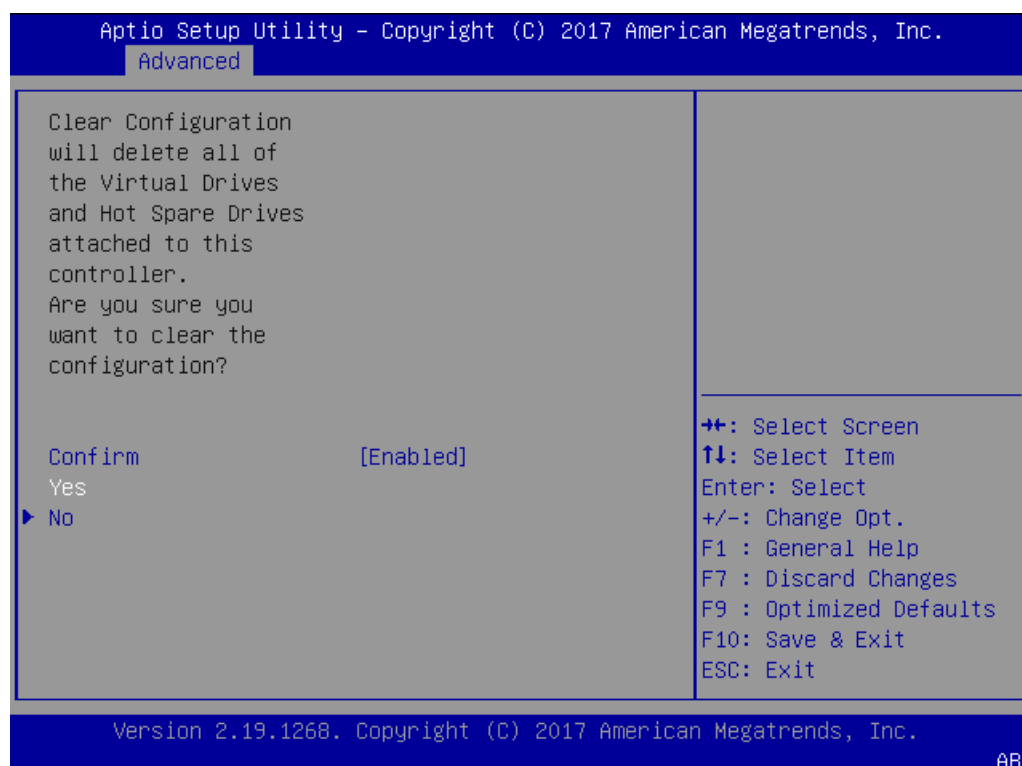 Aptio Setup Utility – Copyright (C) 2017 American Megatrends, Inc.
Advanced
Clear Configuration
will delete all of
the Virtual Drives
and Hot Spare Drives
attached to this
controller.
Are you sure you
want to clear the
configuration?
Confirm [Enabled]
Yes
No
→←: Select Screen
↑↓: Select Item
Enter: Select
+/-: Change Opt.
F1 : General Help
F7 : Discard Changes
F9 : Optimized Defaults
F10: Save & Exit
ESC: Exit
Version 2.19.1268. Copyright (C) 2017 American Megatrends, Inc.
AB